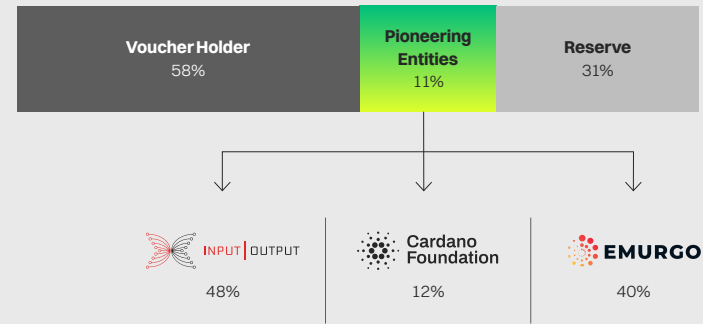 Voucher Holder
58%
Pioneering
Entities
11%
Reserve
31%
INPUT | OUTPUT
Cardano
Foundation
EMURGO
48%
12%
40%